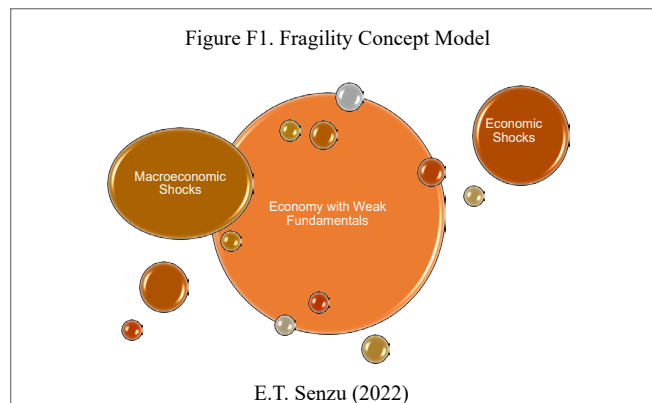 Figure F1. Fragility Concept Model
Economic
Shocks
Macroeconomic
Shocks
Economy with Weak
Fundamentals
E.T. Senzu (2022)